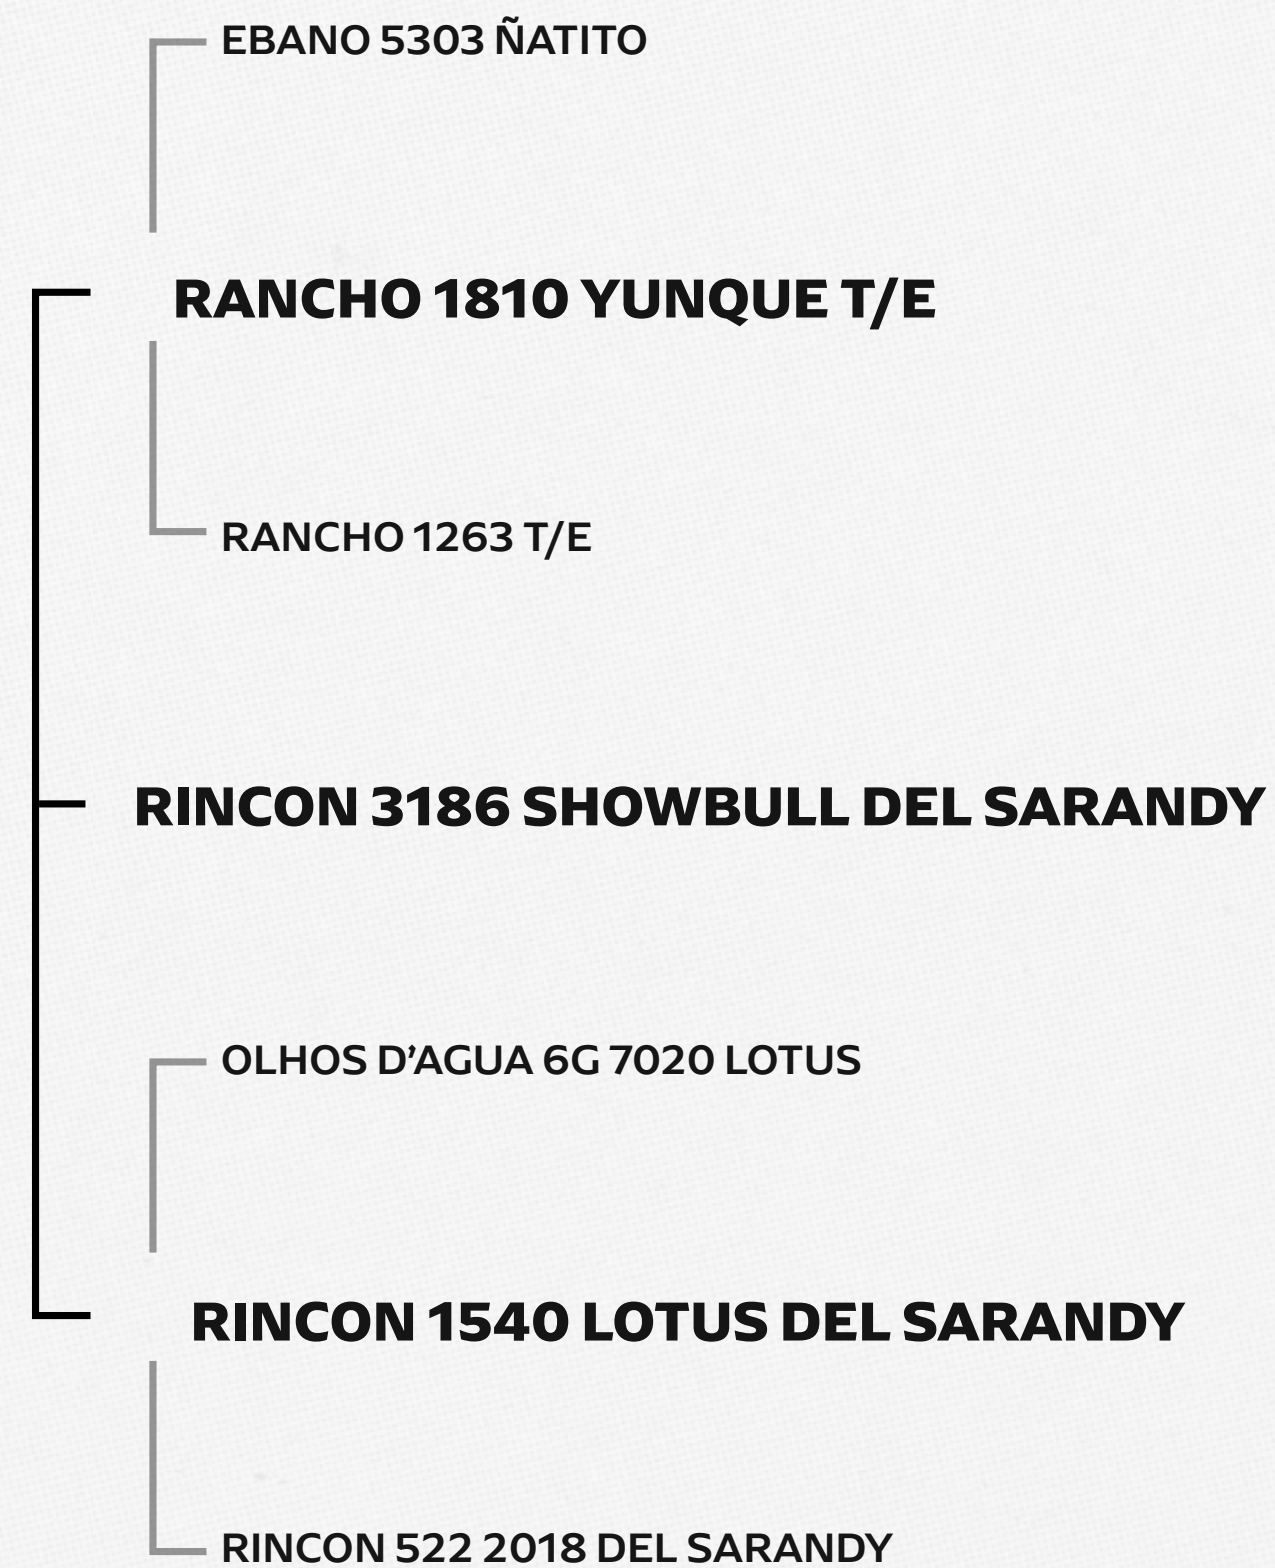 EBANO 5303 ÑATITO
RANCHO 1810 YUNQUE T/E
RANCHO 1263 T/E
RINCON 3186 SHOWBULL DEL SARANDY
OLHOS D’AGUA 6G 7020 LOTUS
RINCON 1540 LOTUS DEL SARANDY
RINCON 522 2018 DEL SARANDY